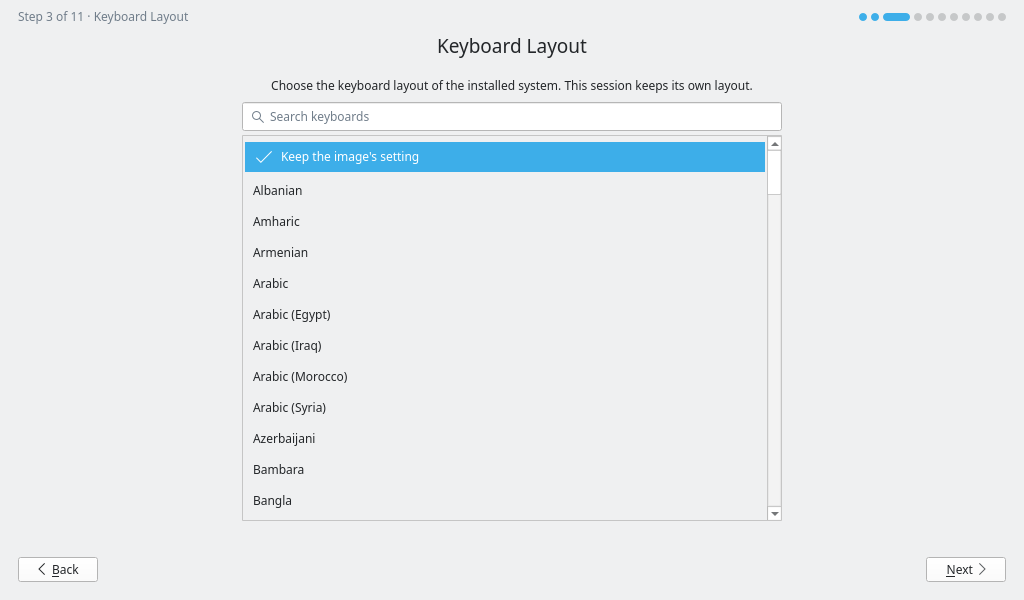 Step 3 of 11 · Keyboard Layout
Keyboard Layout
Choose the keyboard layout of the installed system. This session keeps its own layout.
Search keyboards
Keep the image's setting
Albanian
Amharic
Armenian
Arabic
Arabic (Egypt)
Arabic (Iraq)
Arabic (Morocco)
Arabic (Syria)
Azerbaijani
Bambara
Bangla
Back
Next